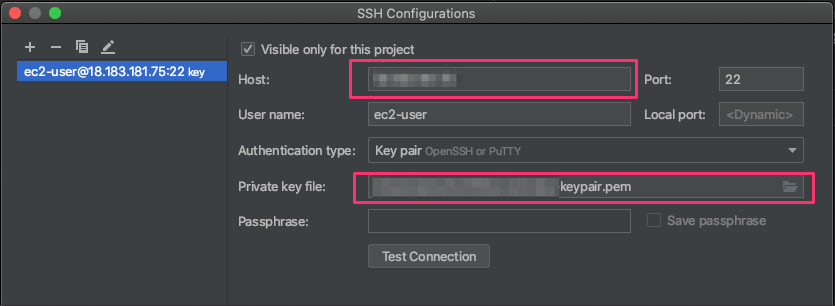 SSH Configurations
Visible only for this project
ec2-user@18.183.181.75:22 key
Host:
Port: 22
User name: ec2-user
Local port: <Dynamic>
Authentication type: Key pair OpenSSH or PuTTY
Private key file: keypair.pem
Passphrase:
Save passphrase
Test Connection